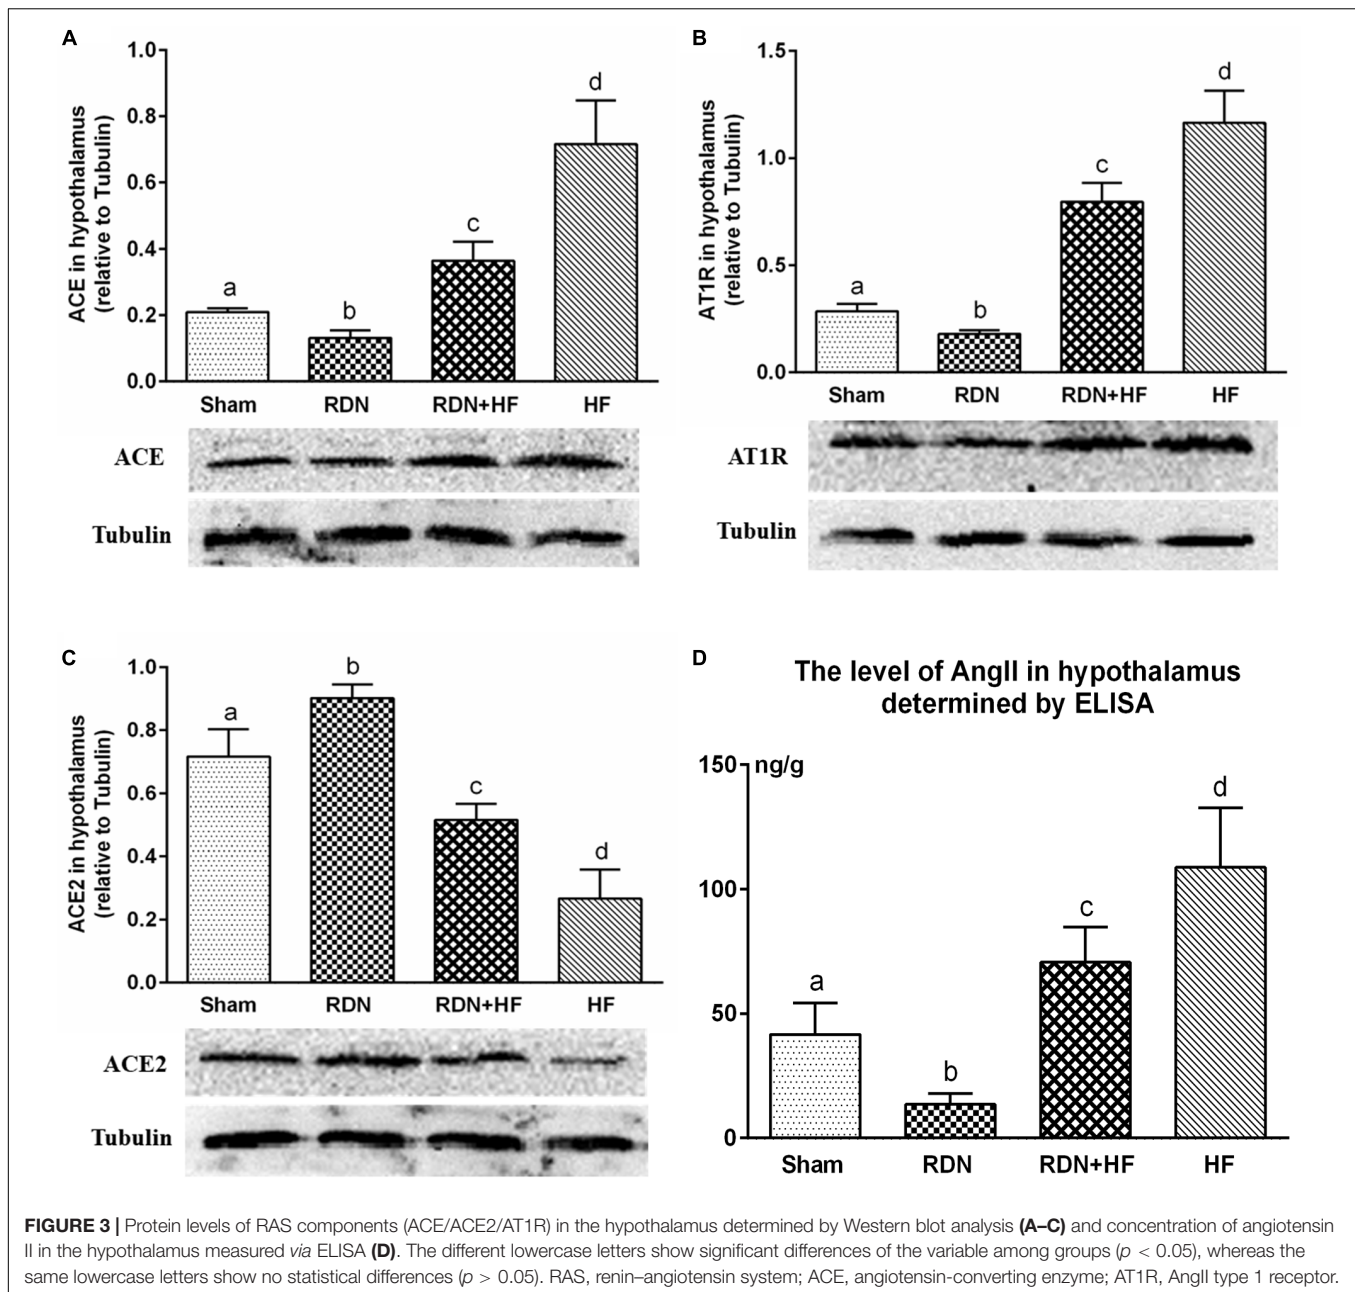 A
ACE in hypothalamus
(relative to Tubulin)
1.0
0.8
0.6
0.4
0.2
0.0
a
b
c
d
Sham RDN RDN+HF HF
ACE
Tubulin
B
AT1R in hypothalamus
(relative to Tubulin)
1.5
1.0
0.5
0.0
a
b
c
d
Sham RDN RDN+HF HF
AT1R
Tubulin
C
ACE2 in hypothalamus
(relative to Tubulin)
1.0
0.8
0.6
0.4
0.2
0.0
a
b
c
d
Sham RDN RDN+HF HF
ACE2
Tubulin
D
The level of AngII in hypothalamus
determined by ELISA
150 ng/g
100
50
0
a
b
c
d
Sham RDN RDN+HF HF
FIGURE 3 | Protein levels of RAS components (ACE/ACE2/AT1R) in the hypothalamus determined by Western blot analysis (A–C) and concentration of angiotensin
II in the hypothalamus measured via ELISA (D). The different lowercase letters show significant differences of the variable among groups (p < 0.05), whereas the
same lowercase letters show no statistical differences (p > 0.05). RAS, renin–angiotensin system; ACE, angiotensin-converting enzyme; AT1R, AngII type 1 receptor.